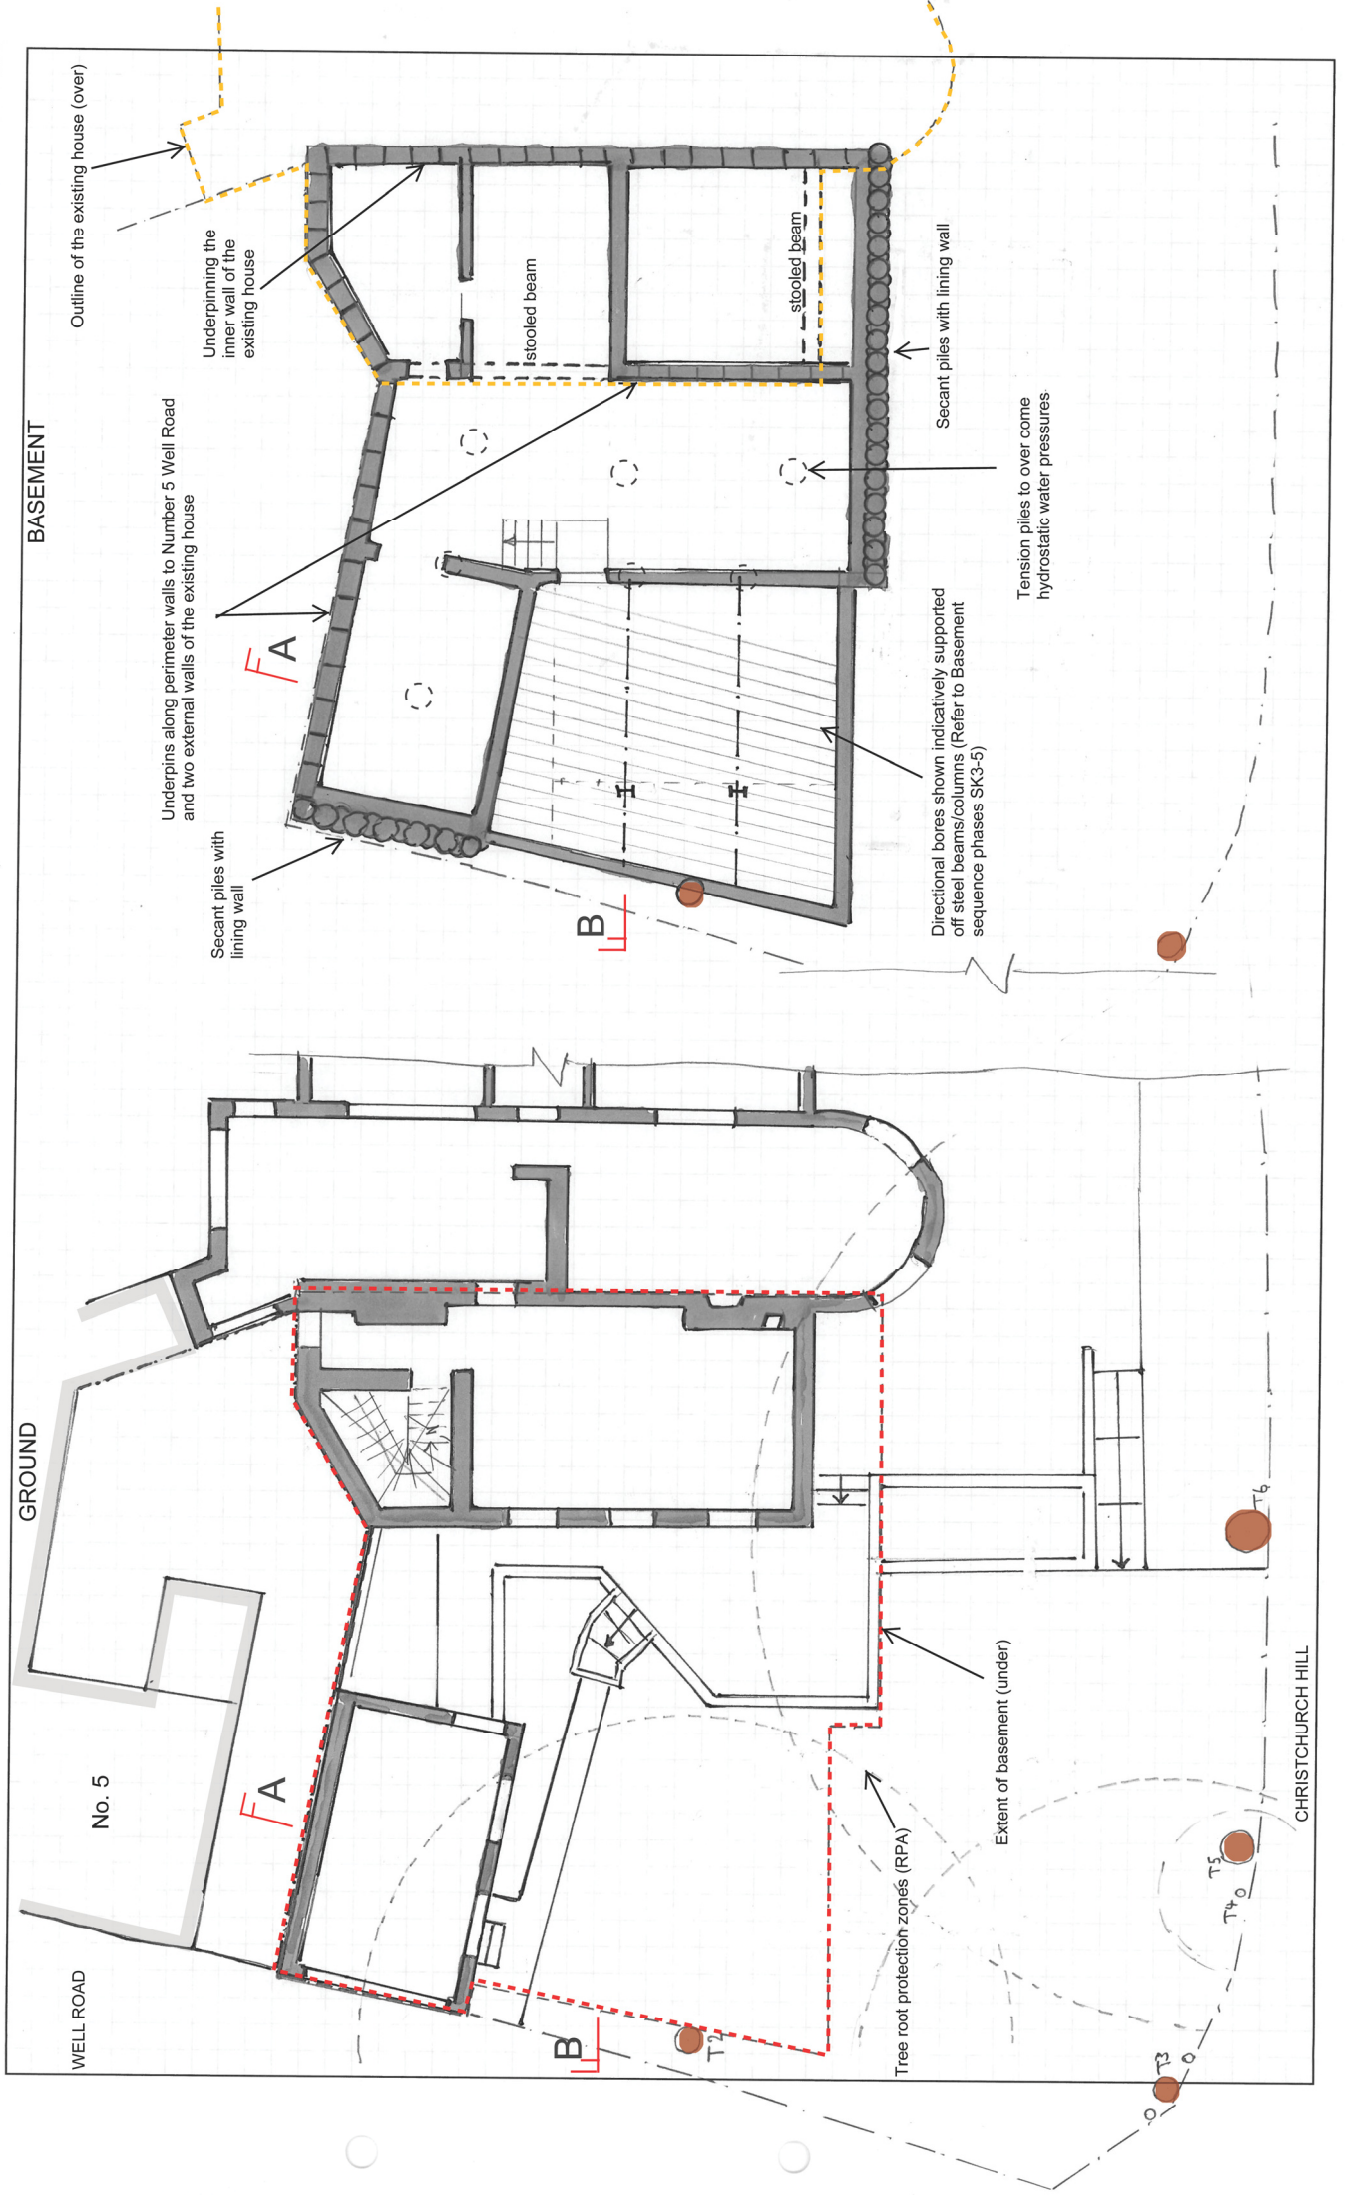 GROUND
BASEMENT
WELL ROAD
No. 5
A
B
T2
T3
T4
T5
T6
Tree root protection zones (RPA)
Extent of basement (under)
CHRISTCHURCH HILL
Outline of the existing house (over)
Underpinning the
inner wall of the
existing house
Underpins along perimeter walls to Number 5 Well Road
and two external walls of the existing house
Secant piles with
lining wall
A
B
stooled beam
stooled beam
Secant piles with lining wall
Tension piles to over come
hydrostatic water pressures
Directional bores shown indicatively supported
off steel beams/columns (Refer to Basement
sequence phases SK3-5)